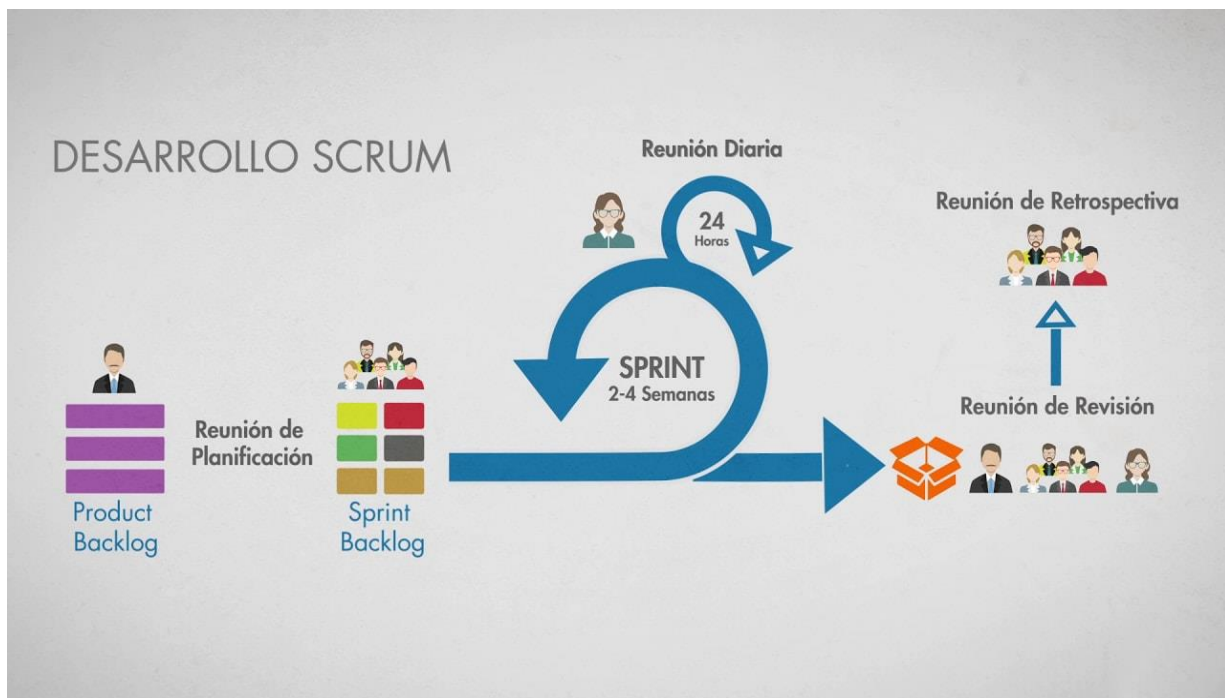 DESARROLLO SCRUM
Reunión Diaria
24
Horas
Reunión de Retrospectiva
SPRINT
2-4 Semanas
Reunión de Revisión
Reunión de
Planificación
Product
Backlog
Sprint
Backlog